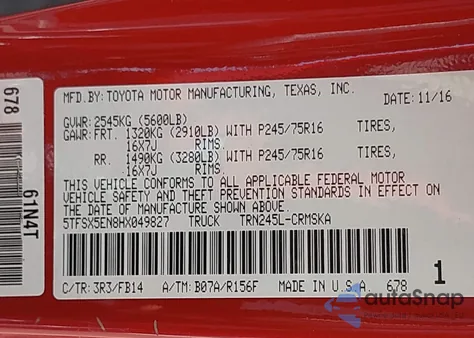 MFD.BY: TOYOTA MOTOR MANUFACTURING, TEXAS, INC.
DATE: 11/16
GVWR: 2545KG (5600LB)
GAWR: FRT. 1320KG (2910LB) WITH P245/75R16 TIRES,
16X7J RIMS.
RR. 1490KG (3280LB) WITH P245/75R16 TIRES,
16X7J RIMS.
THIS VEHICLE CONFORMS TO ALL APPLICABLE FEDERAL MOTOR
VEHICLE SAFETY AND THEFT PREVENTION STANDARDS IN EFFECT ON
THE DATE OF MANUFACTURE SHOWN ABOVE.
5TFSX5EN8HX049827 TRUCK TRN245L-CRMSKA
C/TR: 3R3/FB14 A/TM: B07A/R156F MADE IN U.S.A. 678
1
678
61N4T
autoSnap